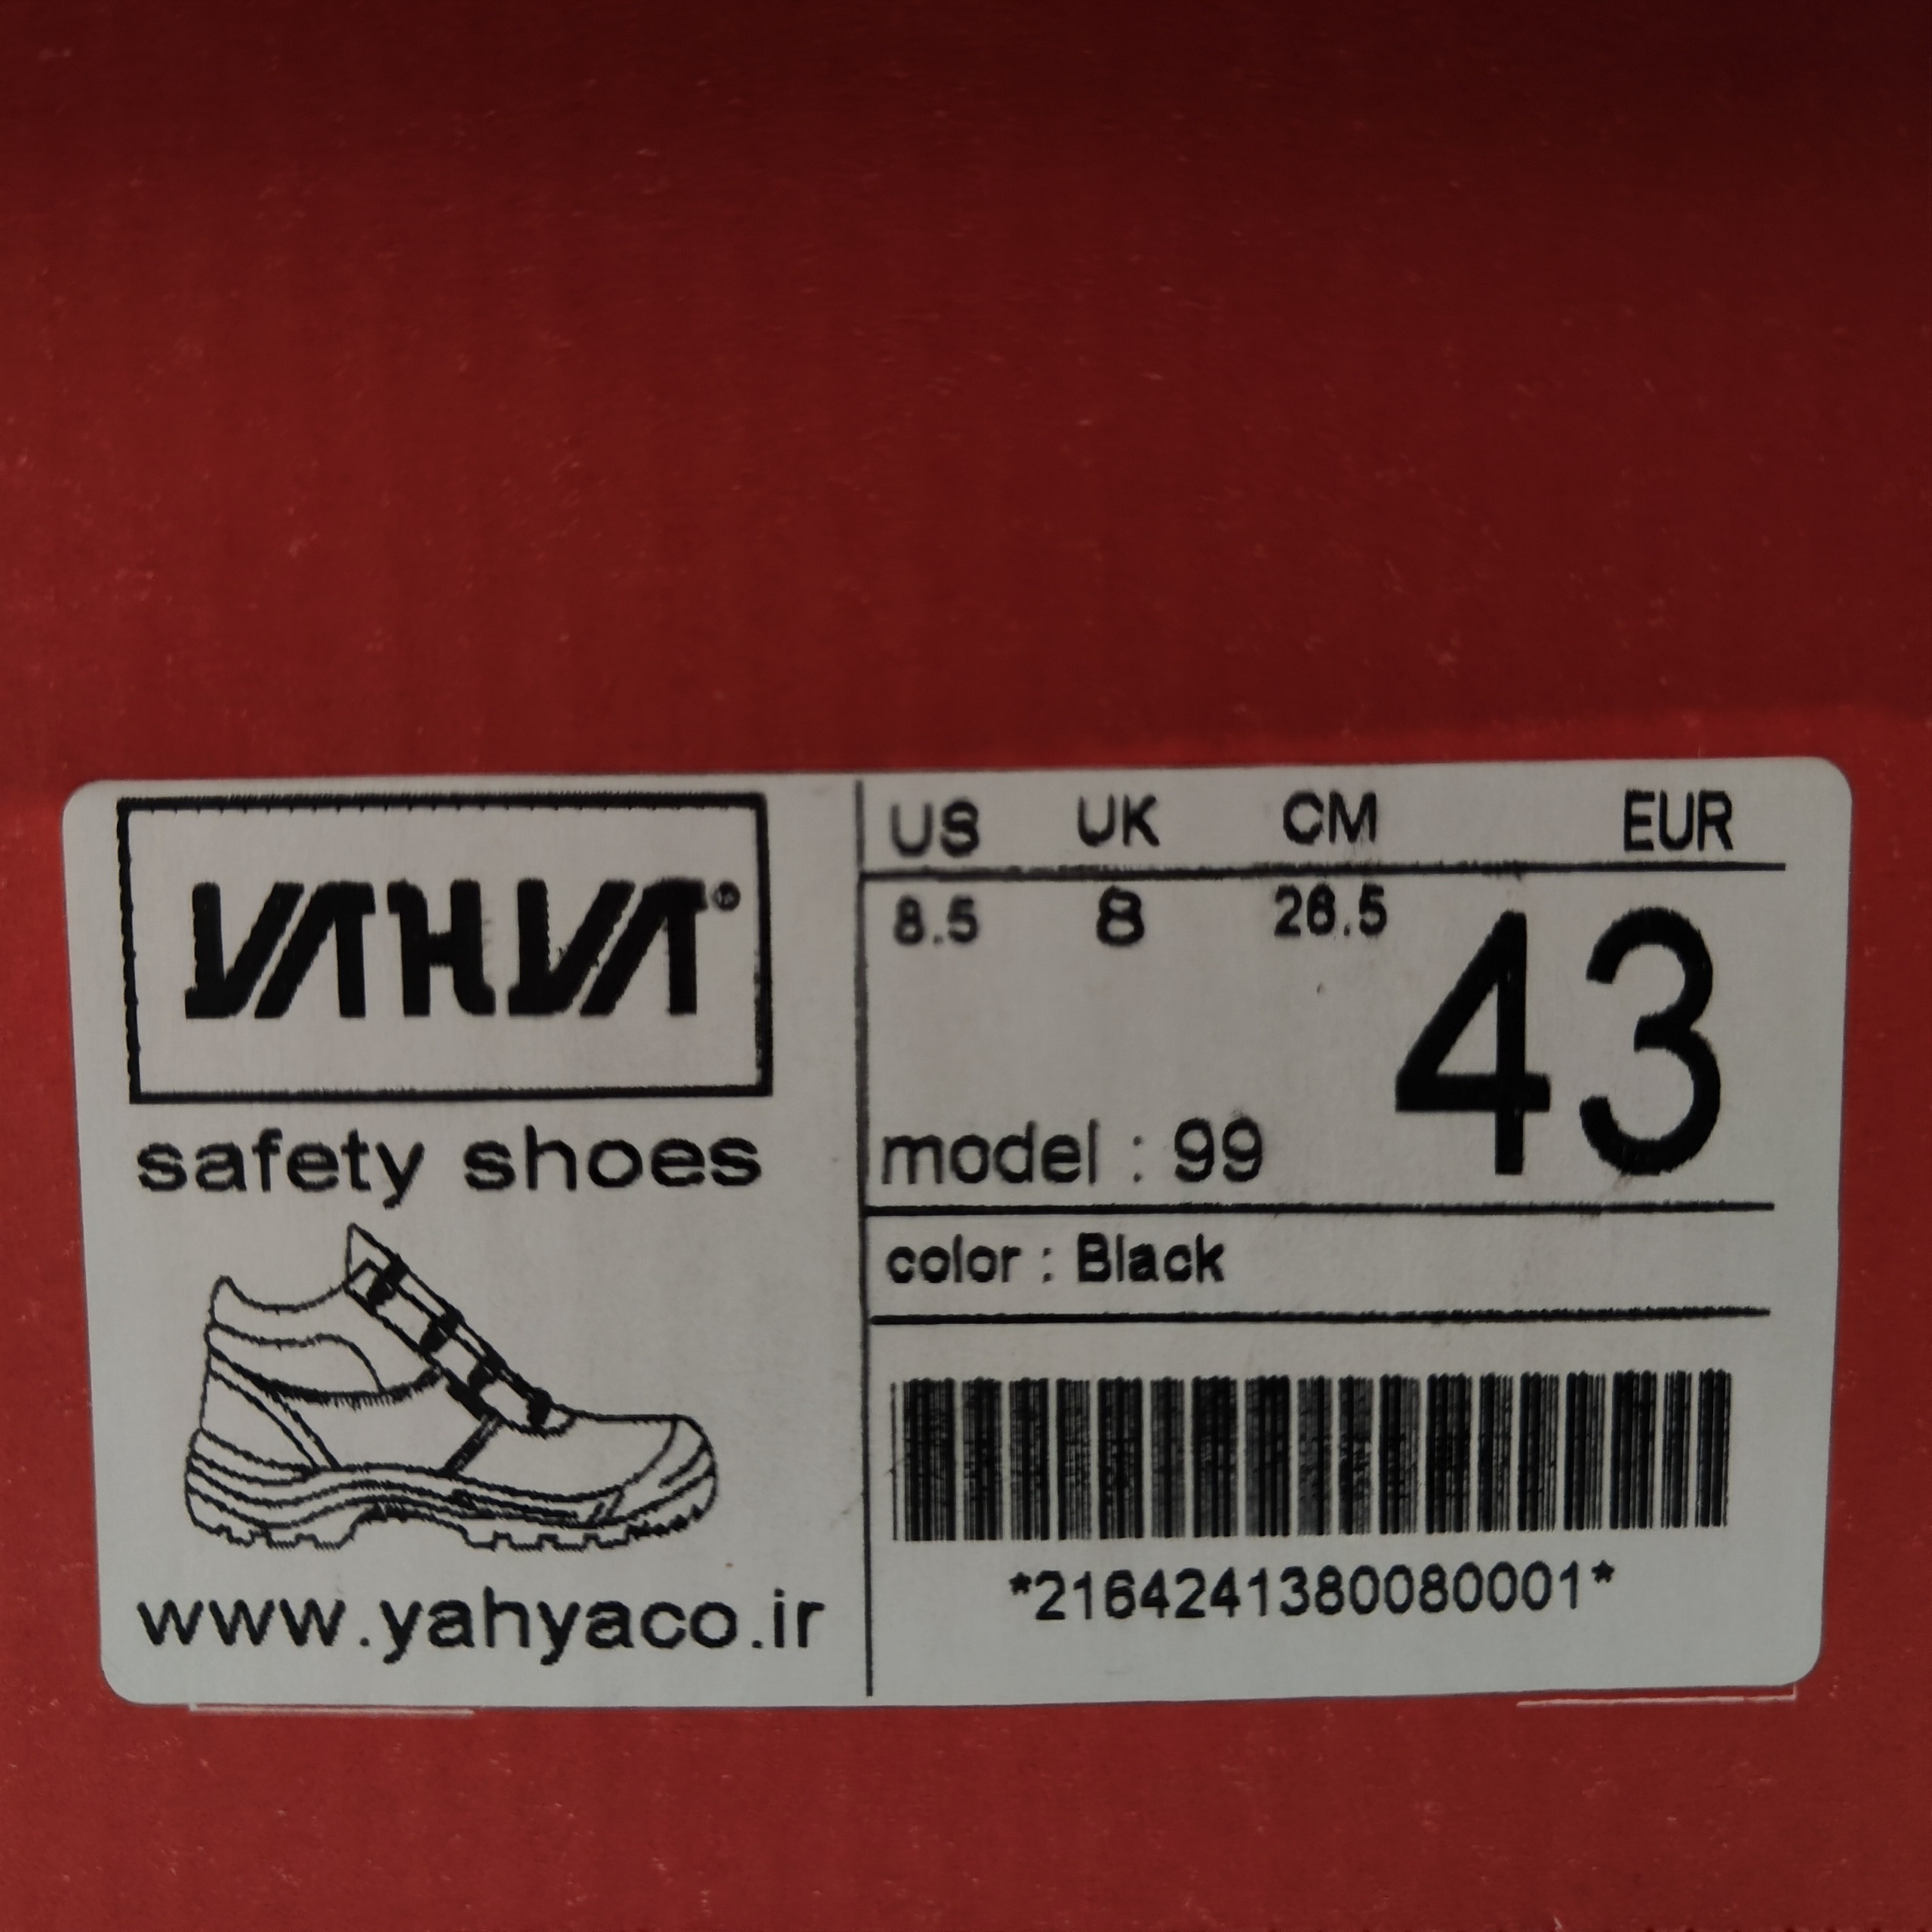 YAHYA®
safety shoes
www.yahyaco.ir
US UK CM EUR
8.5 8 26.5 43
model : 99
color : Black
*2164241380080001*